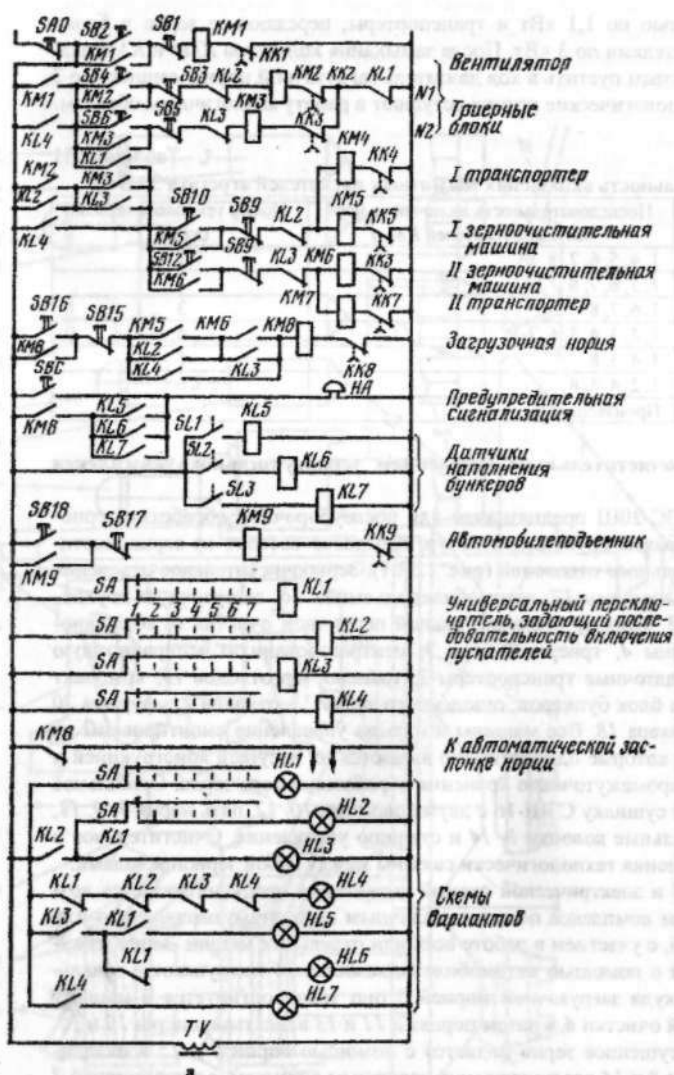 SA0 SB2 SB1 KM1
KM1 KK1
SB4 SB3 KL2 KM2 KK2 KL1
Вентилятор
KM1 KM2 KM3 N1
SB6 SB5 KL3 KK3
Триерные блоки
KL4 KM3 KM4 N2
KL3 KK4
I транспортер
KM2 KM3 KM5
KL2 KL3 SB10 SB9 KL2 KK5
I зерноочистительная машина
KL4 KM5 SB9 KL3 KM6
SB12 KK3
II зерноочистительная машина
KM6 KM7 KK7
II транспортер
SB16 SB15 KM5 KM6 KM8
KM8 KL2
Загрузочная нория
KL4 KL3 KK8
SBC HA
Предупредительная сигнализация
KM8 KL5
KL6 SL1 KL5
KL7 SL2 KL6
SL3 KL7
Датчики наполнения бункеров
SB18 SB17 KM9 KK9
Автомобилеподъемник
KM9
SA KL1
1 2 3 4 5 6 7
SA KL2
SA KL3
SA KL4
Универсальный переклю-
чатель, задающий после-
довательность включения
пускателей
KM8
К автоматической зас-
лонке нории
SA HL1
SA HL2
KL2 KL1 HL3
KL1 KL2 KL3 KL4 HL4
KL3 KL1 HL5
Схемы вариантов
KL1 HL6
KL4 HL7
TV